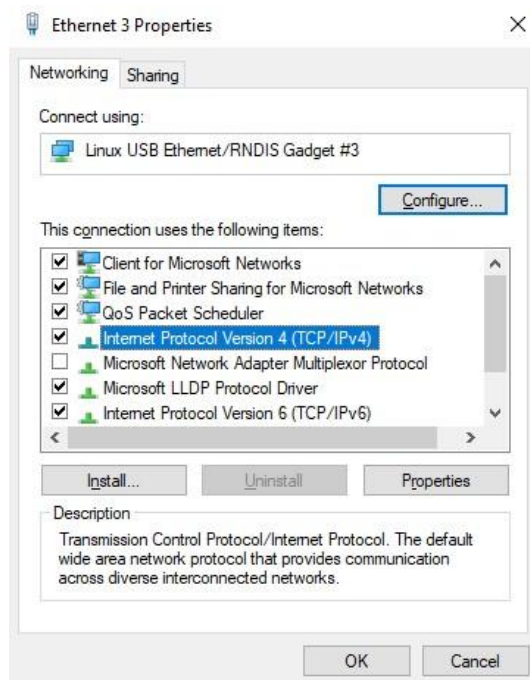 Ethernet 3 Properties
Networking
Sharing
Connect using:
Linux USB Ethernet/RNDIS Gadget #3
Configure...
This connection uses the following items:
Client for Microsoft Networks
File and Printer Sharing for Microsoft Networks
QoS Packet Scheduler
Internet Protocol Version 4 (TCP/IPv4)
Microsoft Network Adapter Multiplexor Protocol
Microsoft LLDP Protocol Driver
Internet Protocol Version 6 (TCP/IPv6)
Install...
Uninstall
Properties
Description
Transmission Control Protocol/Internet Protocol. The default
wide area network protocol that provides communication
across diverse interconnected networks.
OK
Cancel